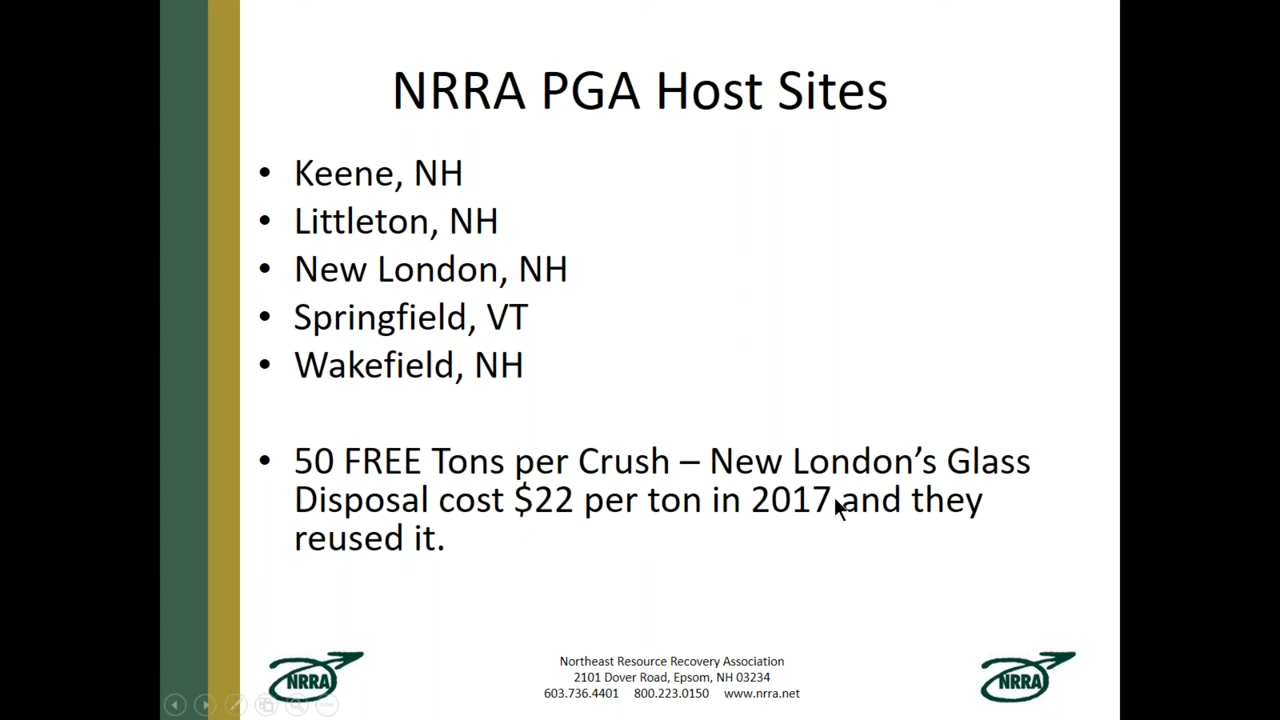 NRRA PGA Host Sites
• Keene, NH
• Littleton, NH
• New London, NH
• Springfield, VT
• Wakefield, NH
• 50 FREE Tons per Crush – New London’s Glass
Disposal cost $22 per ton in 2017 and they
reused it.
NRRA
Northeast Resource Recovery Association
2101 Dover Road, Epsom, NH 03234
603.736.4401 800.223.0150 www.nrra.net
NRRA